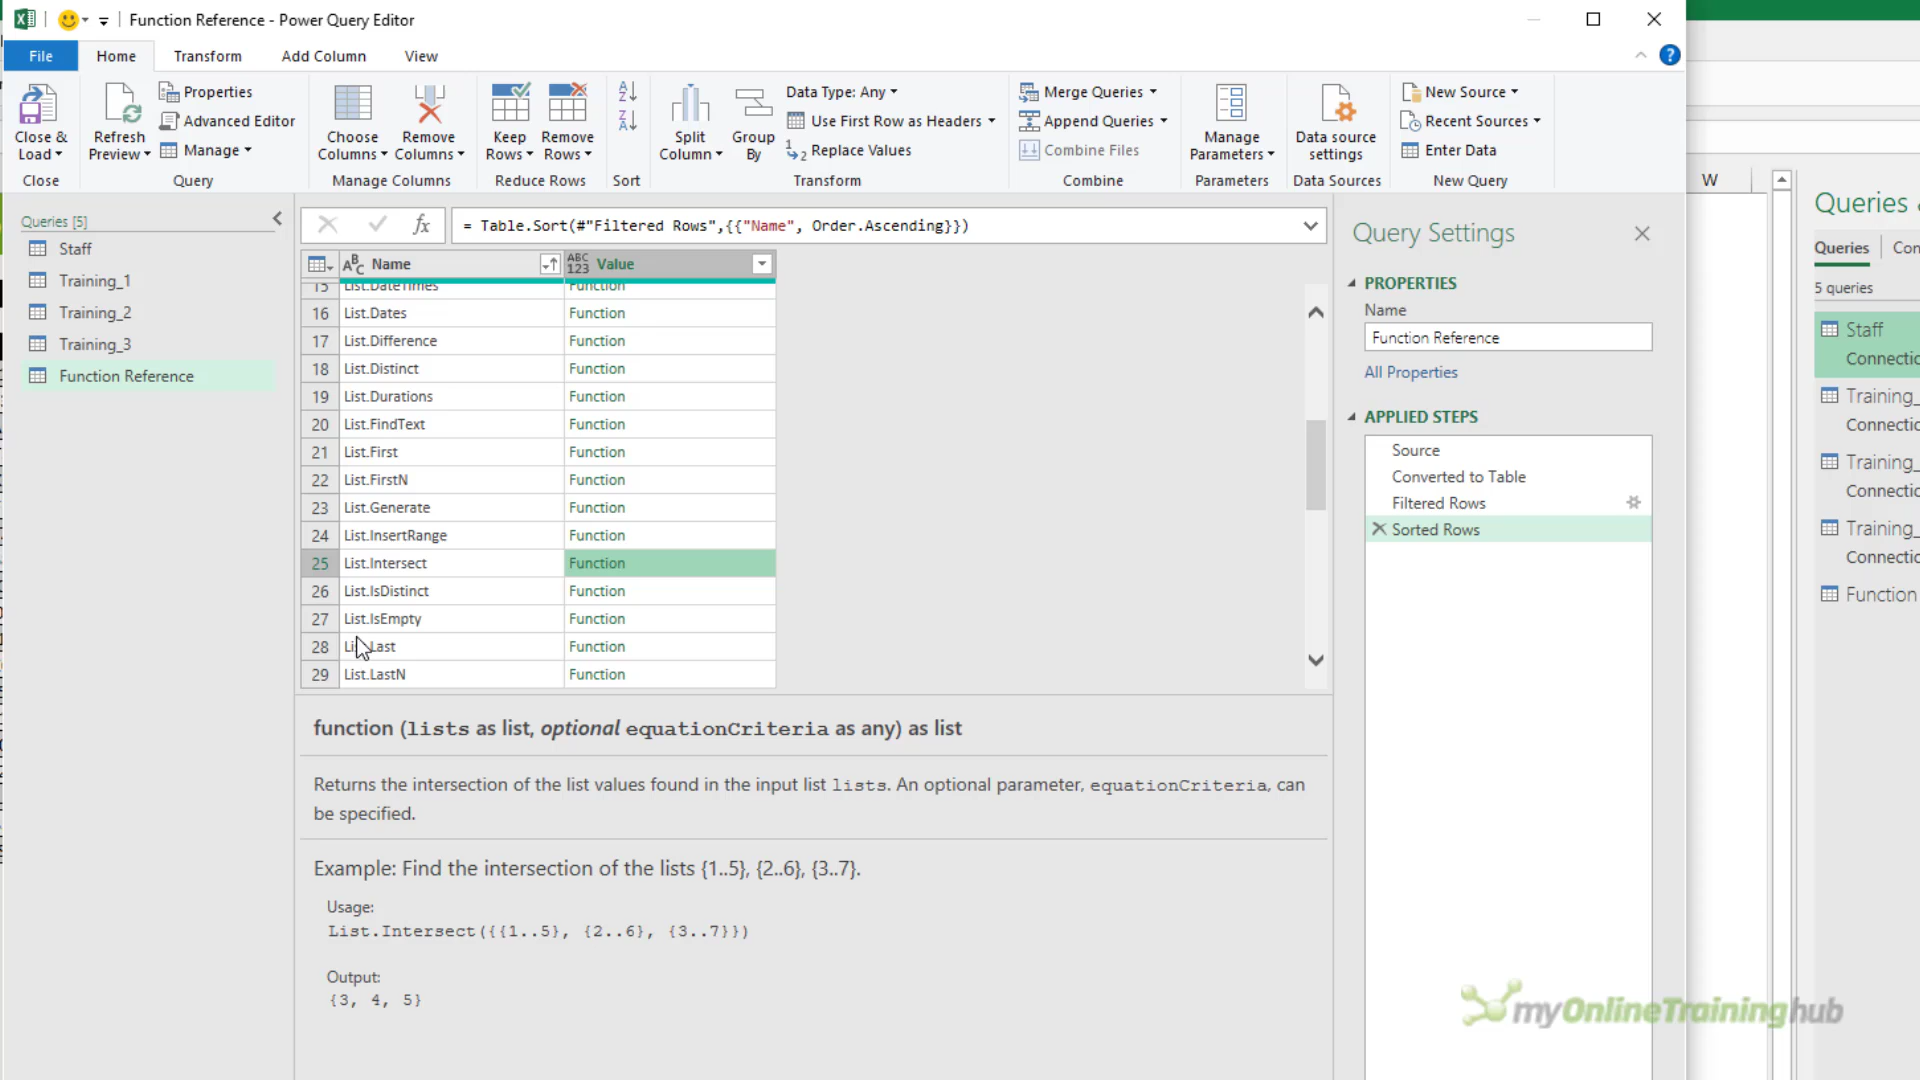 Function Reference - Power Query Editor
File
Home
Transform
Add Column
View
Close &
Load
Close
Refresh
Preview
Properties
Advanced Editor
Manage
Query
Choose
Columns
Remove
Columns
Manage Columns
Keep
Rows
Remove
Rows
Reduce Rows
Sort
Split
Column
Group
By
Data Type: Any
Use First Row as Headers
Replace Values
Transform
Merge Queries
Append Queries
Combine Files
Combine
Manage
Parameters
Parameters
Data source
settings
Data Sources
New Source
Recent Sources
Enter Data
New Query
Queries [5]
Staff
Training_1
Training_2
Training_3
Function Reference
= Table.Sort(#"Filtered Rows",{{"Name", Order.Ascending}})
Name Value
15 List.DateTimes Function
16 List.Dates Function
17 List.Difference Function
18 List.Distinct Function
19 List.Durations Function
20 List.FindText Function
21 List.First Function
22 List.FirstN Function
23 List.Generate Function
24 List.InsertRange Function
25 List.Intersect Function
26 List.IsDistinct Function
27 List.IsEmpty Function
28 List.Last Function
29 List.LastN Function
function (lists as list, optional equationCriteria as any) as list
Returns the intersection of the list values found in the input list lists. An optional parameter, equationCriteria, can
be specified.
Example: Find the intersection of the lists {1..5}, {2..6}, {3..7}.
Usage:
List.Intersect({{1..5}, {2..6}, {3..7}})
Output:
{3, 4, 5}
Query Settings
PROPERTIES
Name
Function Reference
All Properties
APPLIED STEPS
Source
Converted to Table
Filtered Rows
Sorted Rows
W
Queries &
Queries
5 queries
Staff
Connectio
Training_
Connectio
Training_
Connectio
Training_
Connectio
Function
myOnlineTraininghub